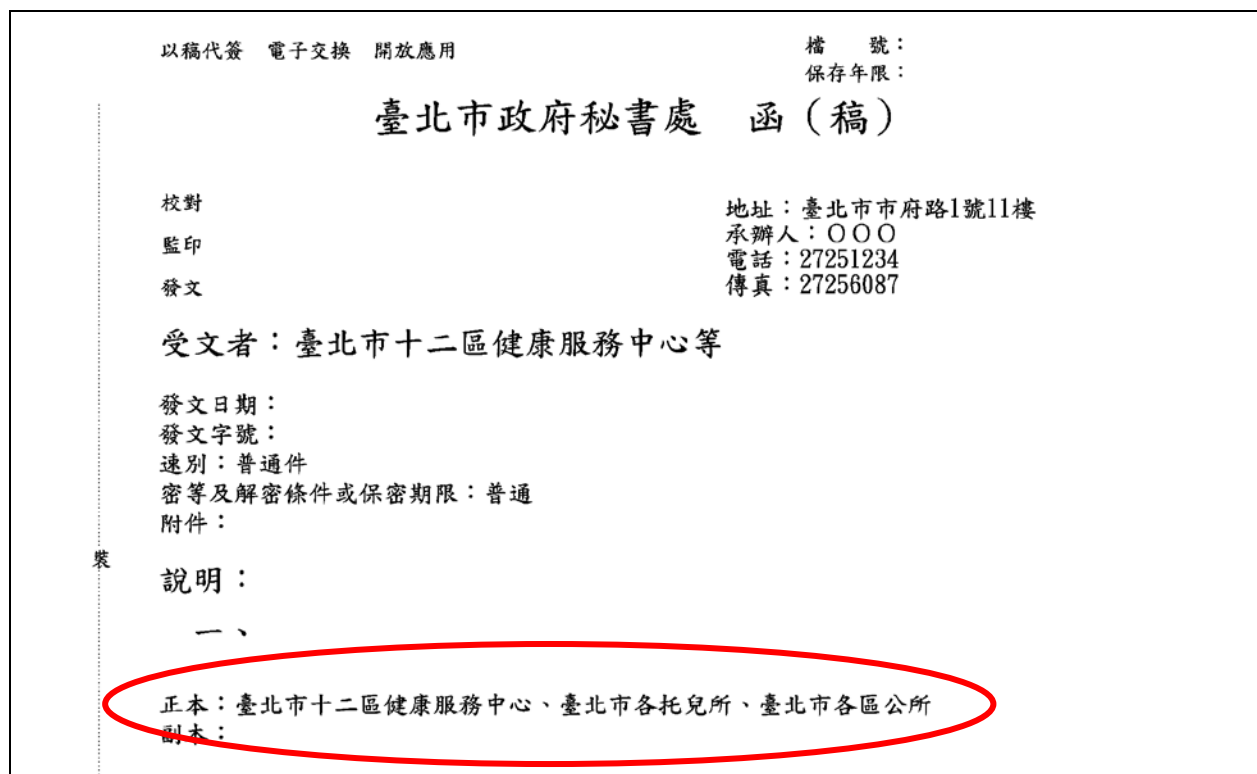 以稿代簽 電子交換 開放應用
檔 號：
保存年限：
臺北市政府秘書處 函（稿）
校對
監印
發文
地址：臺北市市府路1號11樓
承辦人：○○○
電話：27251234
傳真：27256087
受文者：臺北市十二區健康服務中心等
發文日期：
發文字號：
速別：普通件
密等及解密條件或保密期限：普通
附件：
裝
說明：
一、
正本：臺北市十二區健康服務中心、臺北市各托兒所、臺北市各區公所
副本：